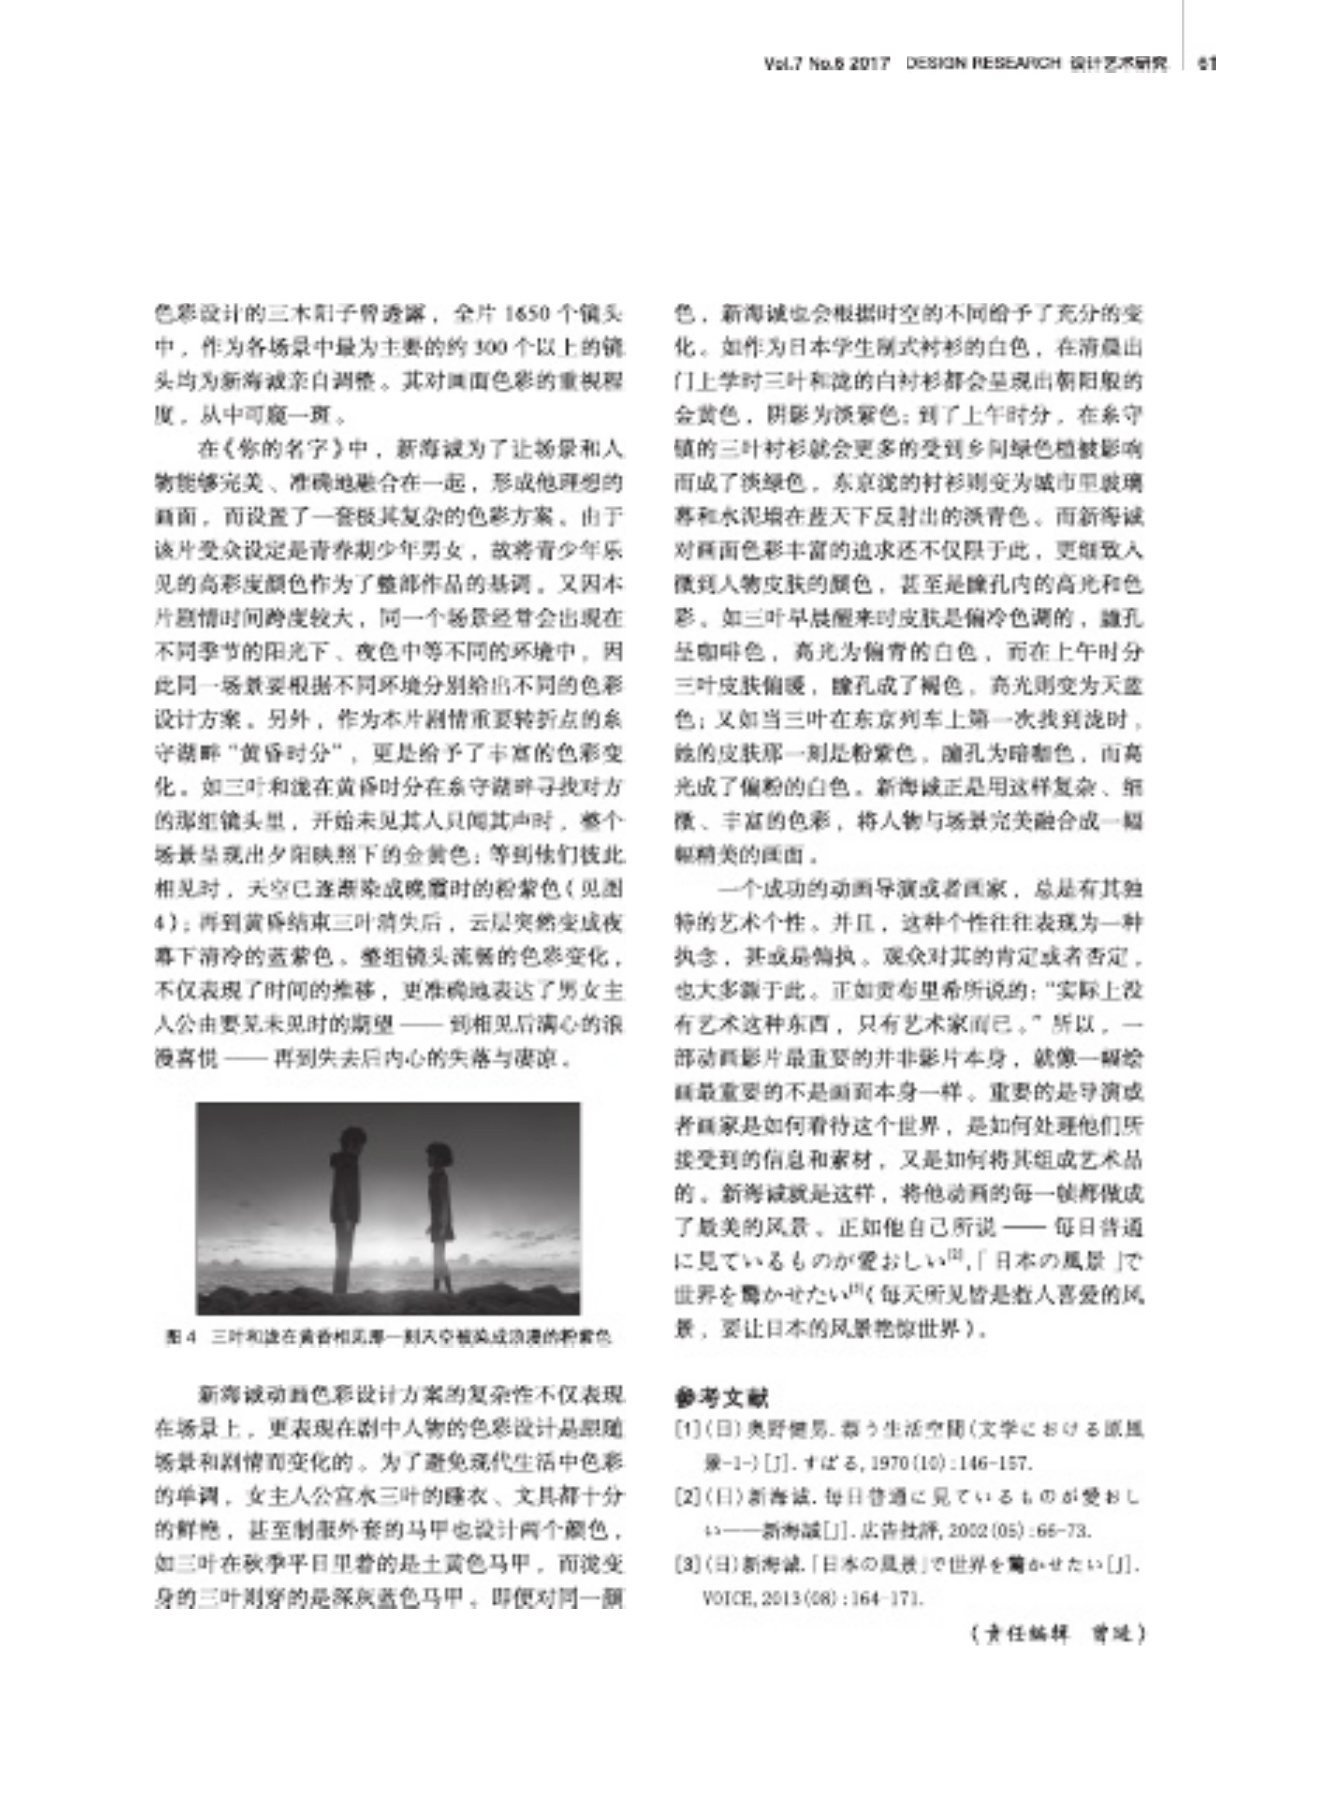 Vol.7 No.6 2017 DESIGN RESEARCH 设计艺术研究 61
色彩设计的三木阳子曾透露，全片 1650 个镜头
中，作为各场景中最为主要的约 300 个以上的镜
头均为新海诚亲自调整。其对画面色彩的重视程
度，从中可窥一斑。
在《你的名字》中，新海诚为了让场景和人
物能够完美、准确地融合在一起，形成他理想的
画面，而设置了一套极其复杂的色彩方案。由于
该片受众设定是青春期少年男女，故将青少年乐
见的高彩度颜色作为了整部作品的基调。又因本
片剧情时间跨度较大，同一个场景经常会出现在
不同季节的阳光下、夜色中等不同的环境中，因
此同一场景要根据不同环境分别给出不同的色彩
设计方案。另外，作为本片剧情重要转折点的糸
守湖畔“黄昏时分”，更是给予了丰富的色彩变
化。如三叶和泷在黄昏时分在糸守湖畔寻找对方
的那组镜头里，开始未见其人只闻其声时，整个
场景呈现出夕阳映照下的金黄色；等到他们彼此
相见时，天空已逐渐染成晚霞时的粉紫色（见图
4）；再到黄昏结束三叶消失后，云层突然变成夜
幕下清冷的蓝紫色。整组镜头流畅的色彩变化，
不仅表现了时间的推移，更准确地表达了男女主
人公由要见未见时的期望 —— 到相见后满心的浪
漫喜悦 —— 再到失去后内心的失落与凄凉。
图 4 三叶和泷在黄昏相见那一刻天空被染成浪漫的粉紫色
新海诚动画色彩设计方案的复杂性不仅表现
在场景上，更表现在剧中人物的色彩设计是跟随
场景和剧情而变化的。为了避免现代生活中色彩
的单调，女主人公宫水三叶的睡衣、文具都十分
的鲜艳，甚至制服外套的马甲也设计两个颜色，
如三叶在秋季平日里着的是土黄色马甲，而泷变
身的三叶则穿的是深灰蓝色马甲。即便对同一颜
色，新海诚也会根据时空的不同给予了充分的变
化。如作为日本学生制式衬衫的白色，在清晨出
门上学时三叶和泷的白衬衫都会呈现出朝阳般的
金黄色，阴影为淡紫色；到了上午时分，在糸守
镇的三叶衬衫就会更多的受到乡间绿色植被影响
而成了淡绿色，东京泷的衬衫则变为城市里玻璃
幕和水泥墙在蓝天下反射出的淡青色。而新海诚
对画面色彩丰富的追求还不仅限于此，更细致入
微到人物皮肤的颜色，甚至是瞳孔内的高光和色
彩。如三叶早晨醒来时皮肤是偏冷色调的，瞳孔
呈咖啡色，高光为偏青的白色，而在上午时分
三叶皮肤偏暖，瞳孔成了褐色，高光则变为天蓝
色；又如当三叶在东京列车上第一次找到泷时，
她的皮肤那一刻是粉紫色，瞳孔为暗咖色，而高
光成了偏粉的白色。新海诚正是用这样复杂、细
微、丰富的色彩，将人物与场景完美融合成一幅
幅精美的画面。
一个成功的动画导演或者画家，总是有其独
特的艺术个性。并且，这种个性往往表现为一种
执念，甚或是偏执。观众对其的肯定或者否定，
也大多源于此。正如贡布里希所说的：“实际上没
有艺术这种东西，只有艺术家而已。”所以，一
部动画影片最重要的并非影片本身，就像一幅绘
画最重要的不是画面本身一样。重要的是导演或
者画家是如何看待这个世界，是如何处理他们所
接受到的信息和素材，又是如何将其组成艺术品
的。新海诚就是这样，将他动画的每一帧都做成
了最美的风景。正如他自己所说 —— 每日普通
に見ているものが愛おしい[2],「日本の風景」で
世界を驚かせたい[3]（每天所见皆是惹人喜爱的风
景，要让日本的风景艳惊世界）。
参考文献
[1](日)奥野健男. 猫う生活空間(文学における原風
景-1-)[J]. すばる, 1970(10):146-157.
[2](日)新海诚. 每日普通に見ているものが愛おし
い——新海誠[J]. 広告批評, 2002(05):66-73.
[3](日)新海诚.「日本の風景」で世界を驚かせたい[J].
VOICE, 2013(08):164-171.
（责任编辑 曾